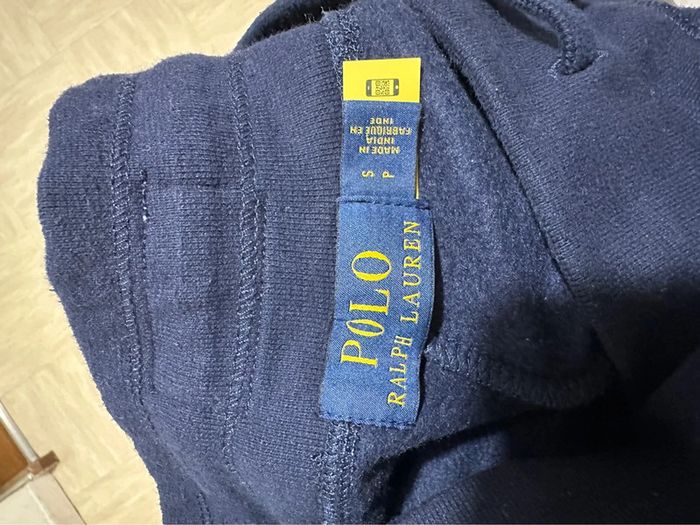 POLO
RALPH LAUREN
S
P
MADE IN
INDIA
FABRIQUÉ EN
INDE